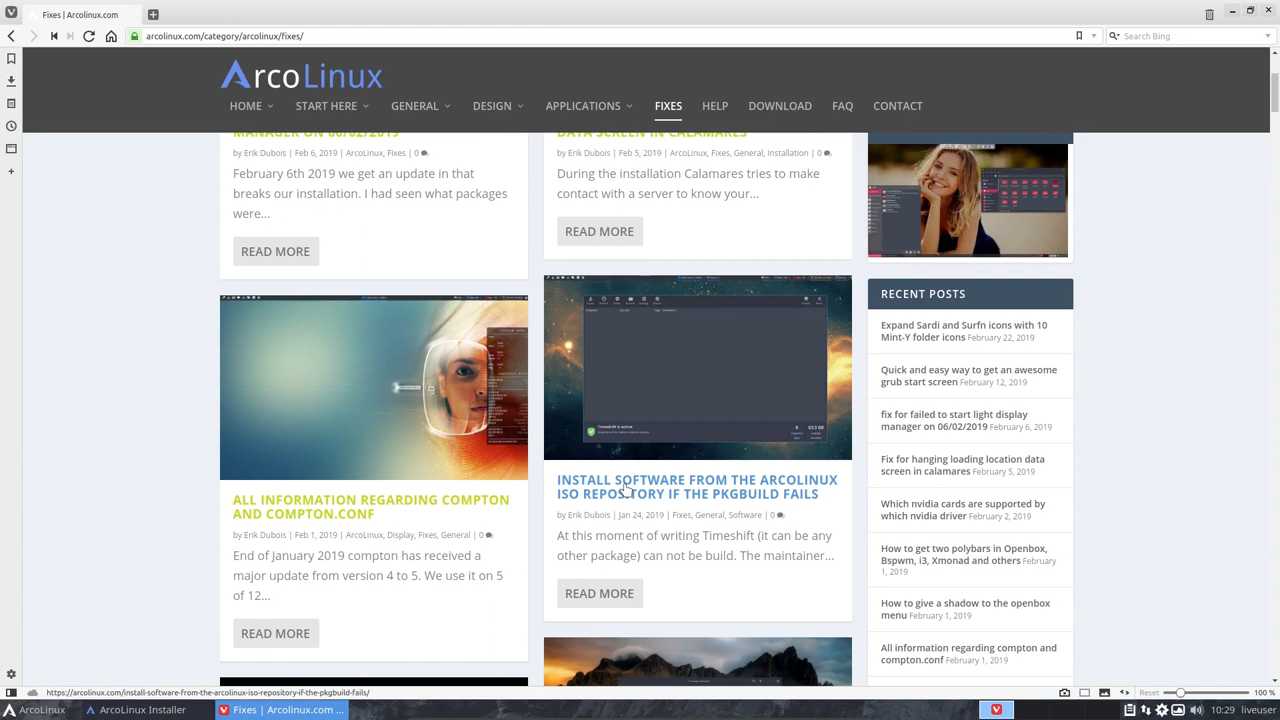 Fixes | Arcolinux.com
arcolinux.com/category/arcolinux/fixes/
Search Bing
ArcoLinux
HOME
START HERE
GENERAL
DESIGN
APPLICATIONS
FIXES
HELP
DOWNLOAD
FAQ
CONTACT
MANAGER ON 06/02/2019
by Erik Dubois | Feb 6, 2019 | ArcoLinux, Fixes | 0
February 6th 2019 we get an update in that
breaks our login screen. I had seen what packages
were...
READ MORE
DATA SCREEN IN CALAMARES
by Erik Dubois | Feb 5, 2019 | ArcoLinux, Fixes, General, Installation | 0
During the installation Calamares tries to make
contact with a server to know your...
READ MORE
ALL INFORMATION REGARDING COMPTON
AND COMPTON.CONF
by Erik Dubois | Feb 1, 2019 | ArcoLinux, Display, Fixes, General | 0
End of January 2019 compton has received a
major update from version 4 to 5. We use it on 5
of 12...
READ MORE
Timeshift is active
INSTALL SOFTWARE FROM THE ARCOLINUX
ISO REPOSITORY IF THE PKGBUILD FAILS
by Erik Dubois | Jan 24, 2019 | Fixes, General, Software | 0
At this moment of writing Timeshift (it can be any
other package) can not be build. The maintainer...
READ MORE
RECENT POSTS
Expand Sardi and Surfn icons with 10
Mint-Y folder icons February 22, 2019
Quick and easy way to get an awesome
grub start screen February 12, 2019
fix for failed to start light display
manager on 06/02/2019 February 6, 2019
Fix for hanging loading location data
screen in calamares February 5, 2019
Which nvidia cards are supported by
which nvidia driver February 2, 2019
How to get two polybars in Openbox,
Bspwm, i3, Xmonad and others February
1, 2019
How to give a shadow to the openbox
menu February 1, 2019
All information regarding compton and
compton.conf February 1, 2019
https://arcolinux.com/install-software-from-the-arcolinux-iso-repository-if-the-pkgbuild-fails/
Reset
100 %
ArcoLinux
ArcoLinux Installer
Fixes | Arcolinux.com ...
10:29
liveuser